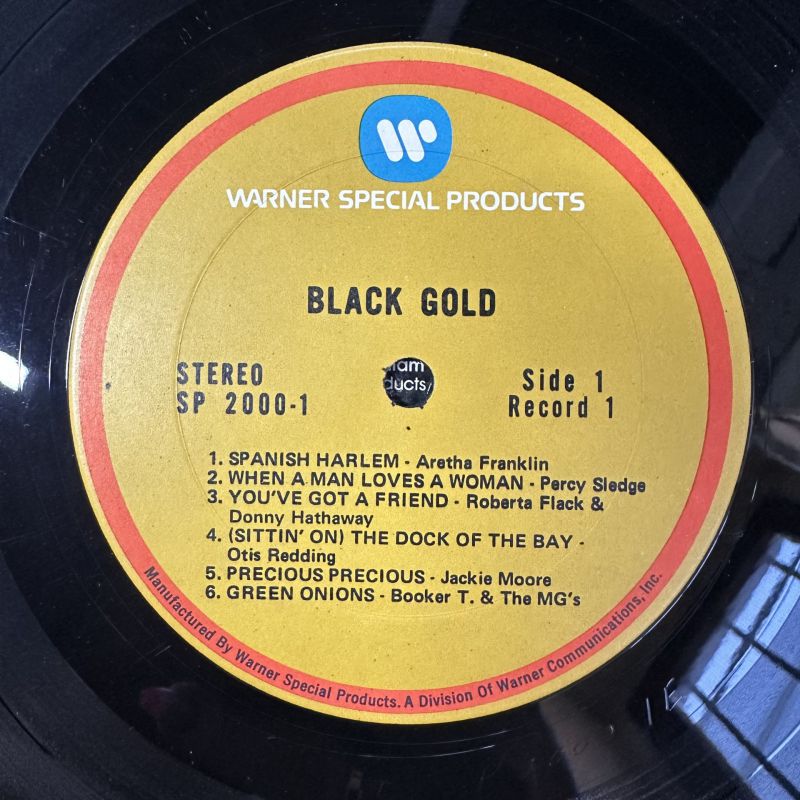 WARNER SPECIAL PRODUCTS
BLACK GOLD
STEREO
SP 2000-1
Side 1
Record 1
1. SPANISH HARLEM - Aretha Franklin
2. WHEN A MAN LOVES A WOMAN - Percy Sledge
3. YOU'VE GOT A FRIEND - Roberta Flack &
Donny Hathaway
4. (SITTIN' ON) THE DOCK OF THE BAY -
Otis Redding
5. PRECIOUS PRECIOUS - Jackie Moore
6. GREEN ONIONS - Booker T. & The MG's
Manufactured By Warner Special Products. A Division Of Warner Communications, Inc.